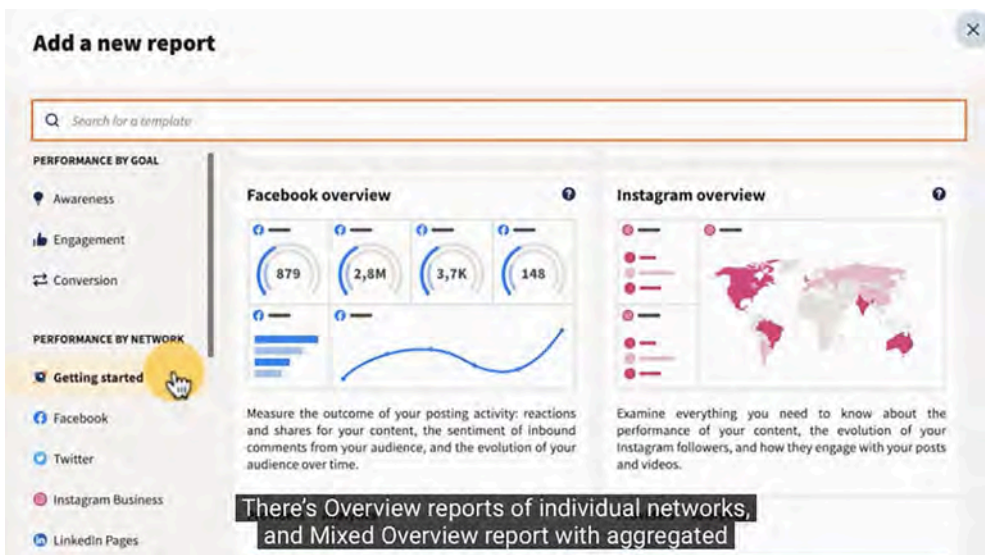 Add a new report
Search for a template
PERFORMANCE BY GOAL
Awareness
Engagement
Conversion
PERFORMANCE BY NETWORK
Getting started
Facebook
Twitter
Instagram Business
LinkedIn Pages
Facebook overview
879
2,8M
3,7K
148
Measure the outcome of your posting activity: reactions
and shares for your content, the sentiment of inbound
comments from your audience, and the evolution of your
audience over time.
Instagram overview
Examine everything you need to know about the
performance of your content, the evolution of your
Instagram followers, and how they engage with your posts
and videos.
There's Overview reports of individual networks,
and Mixed Overview report with aggregated